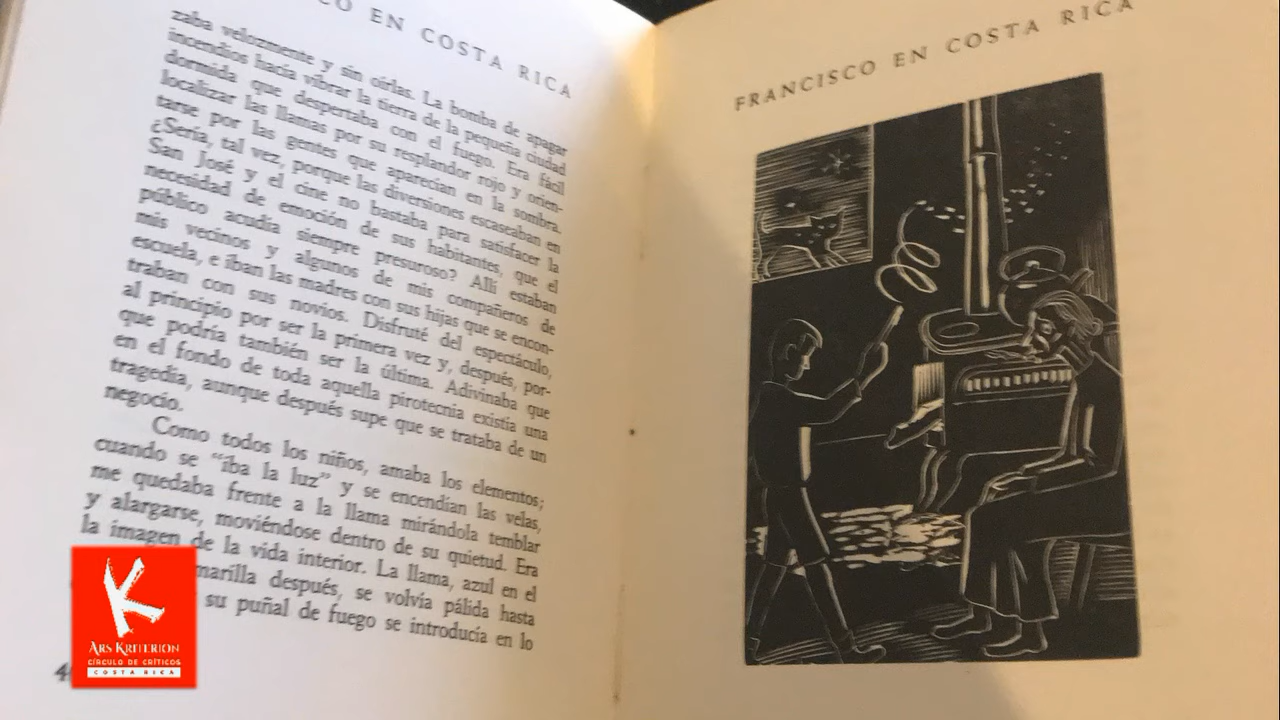 CO EN COSTA RICA
zaba velozmente y sin oírlas. La bomba de apagar
incendios hacía vibrar la tierra de la pequeña ciudad
dormida que despertaba con el fuego. Era fácil
localizar las llamas por su resplandor rojo y orien-
tarse por las gentes que aparecían en la sombra.
¿Sería, tal vez, porque las diversiones escaseaban en
San José y el cine no bastaba para satisfacer la
necesidad de emoción de sus habitantes, que el
público acudía siempre presuroso? Allí estaban
mis vecinos y algunos de mis compañeros de
escuela, e iban las madres con sus hijas que se encon-
traban con sus novios. Disfruté del espectáculo,
al principio por ser la primera vez y, después, por-
que podría también ser la última. Adivinaba que
en el fondo de toda aquella pirotecnia existía una
tragedia, aunque después supe que se trataba de un
negocio.
Como todos los niños, amaba los elementos;
cuando se "iba la luz" y se encendían las velas,
me quedaba frente a la llama mirándola temblar
y alargarse, moviéndose dentro de su quietud. Era
la imagen de la vida interior. La llama, azul en el
marilla después, se volvía pálida hasta
su puñal de fuego se introducía en lo
4
FRANCISCO EN COSTA RICA
K
ARS KRITERION
CÍRCULO DE CRÍTICOS
COSTA RICA